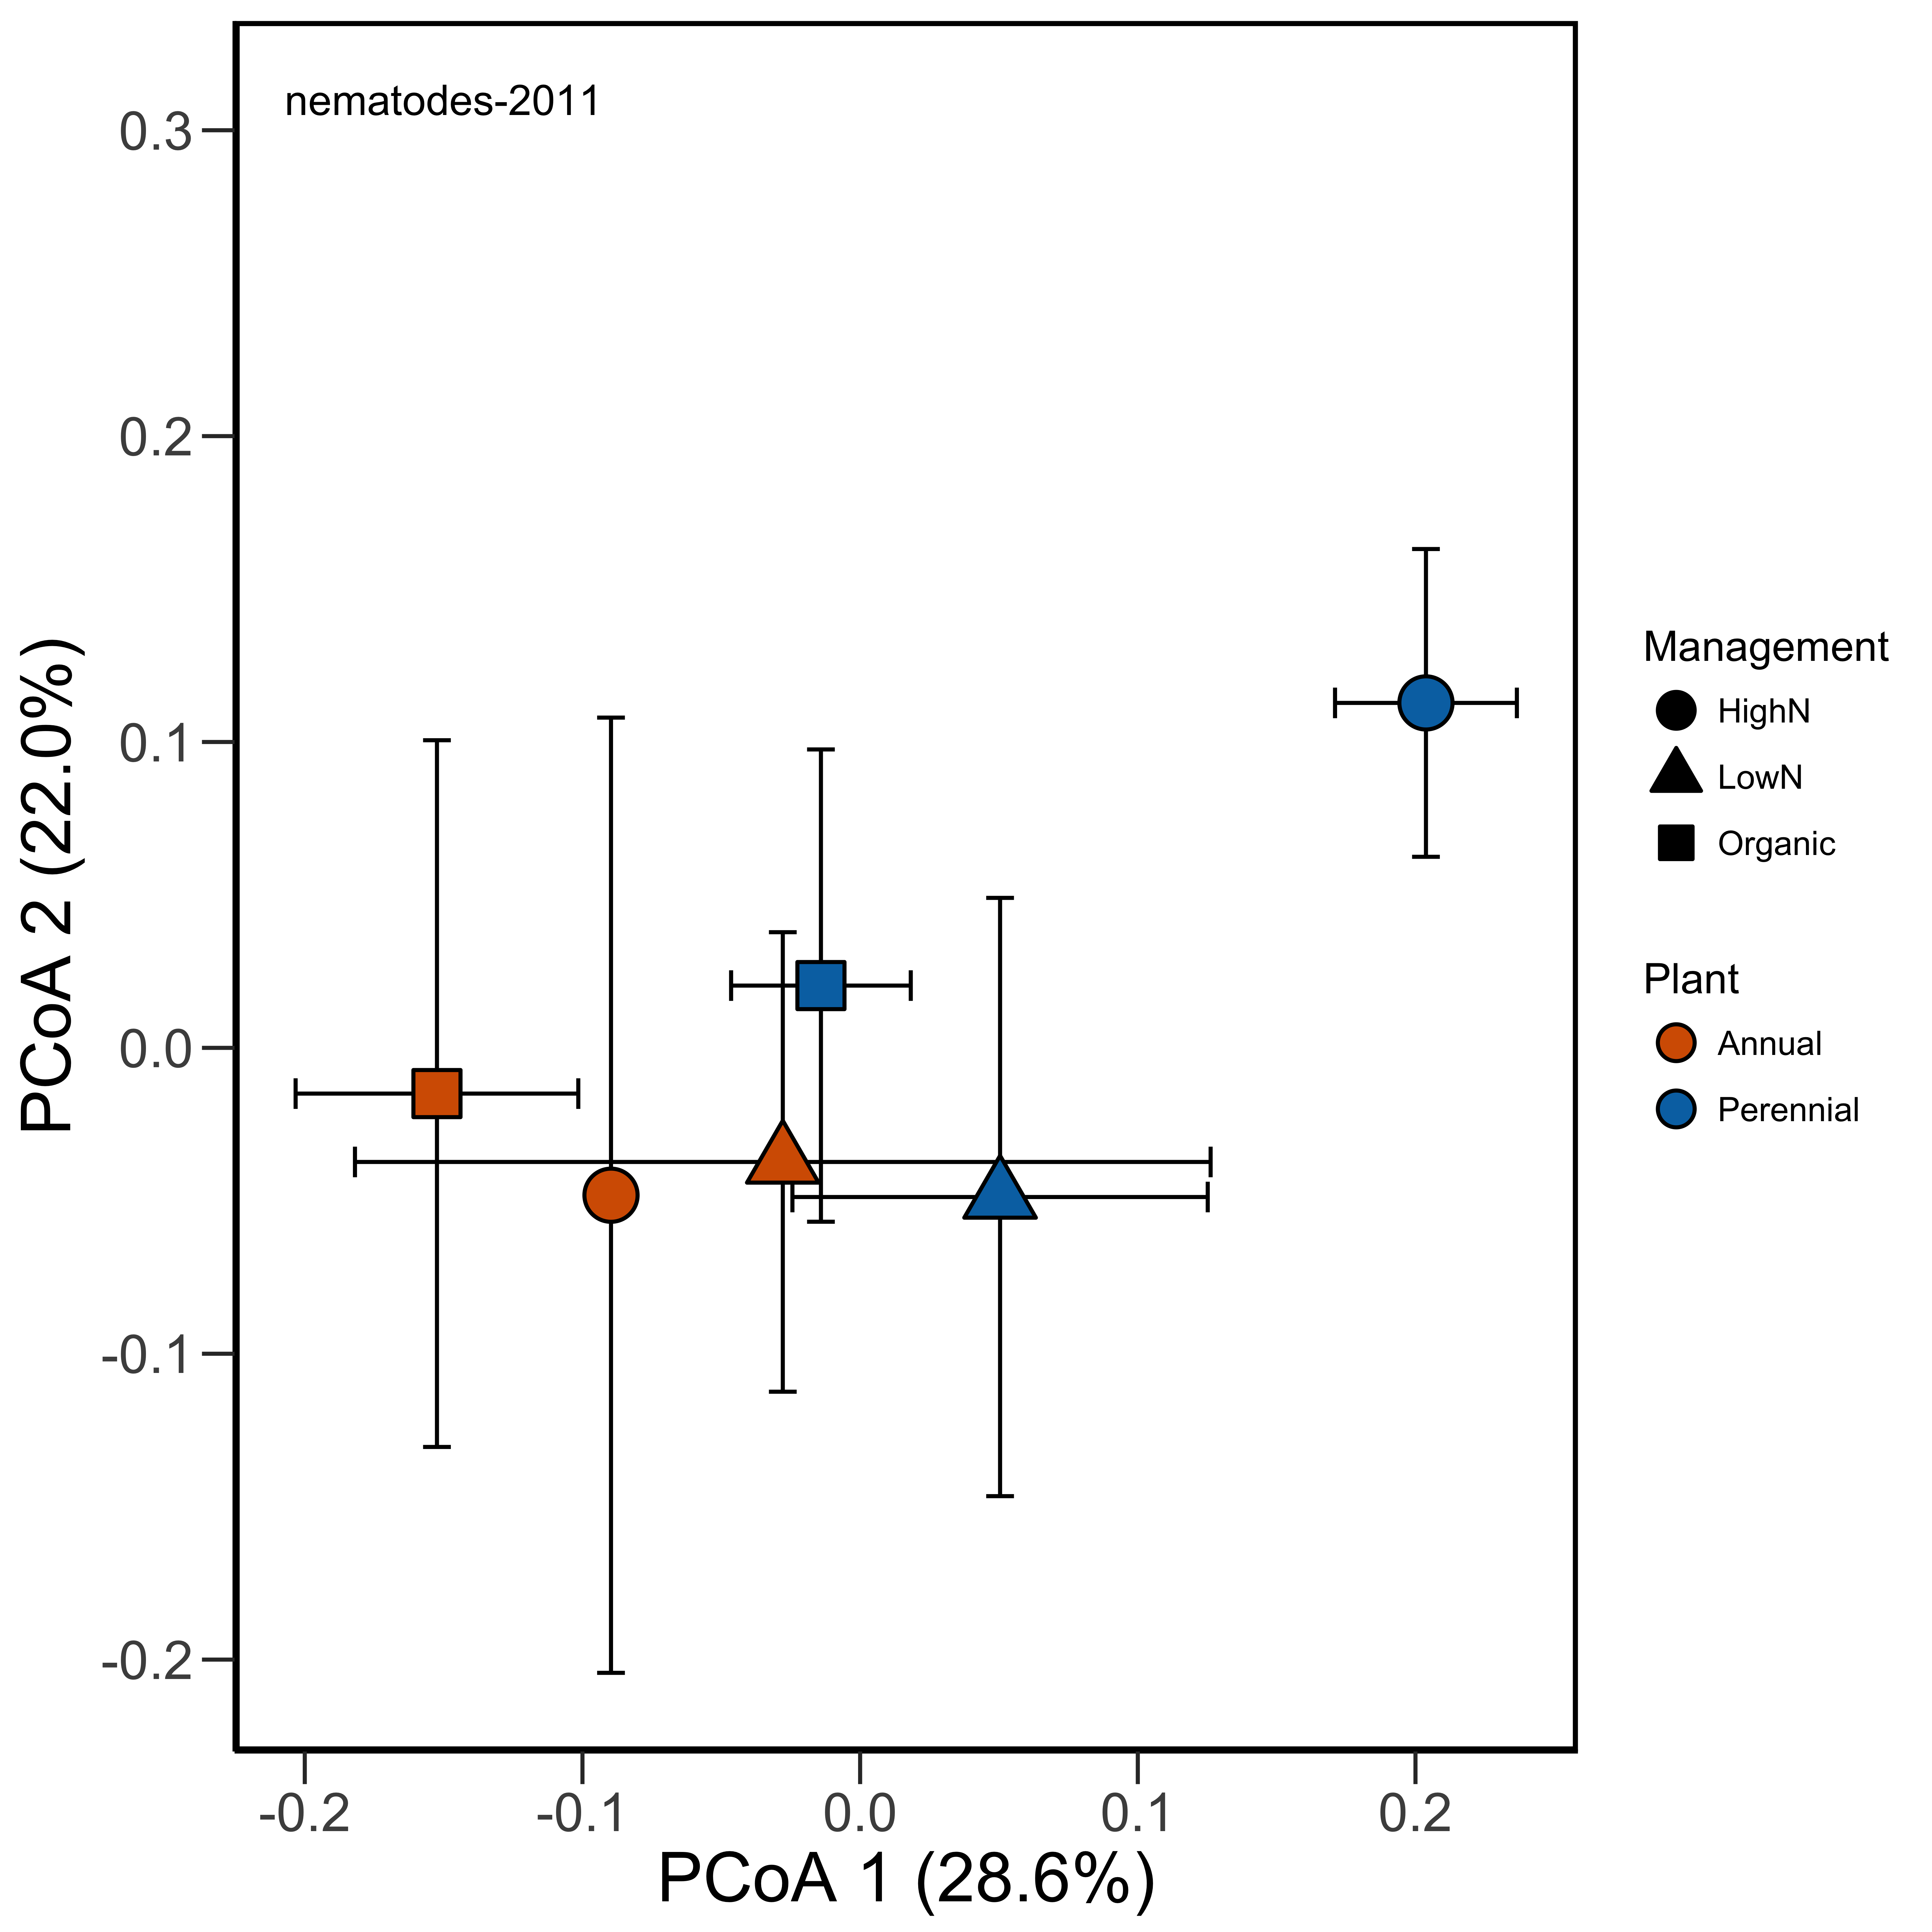 nematodes-2011
0.3
0.2
0.1
0.0
-0.1
-0.2
PCoA 2 (22.0%)
-0.2 -0.1 0.0 0.1 0.2
PCoA 1 (28.6%)
Management
HighN
LowN
Organic
Plant
Annual
Perennial